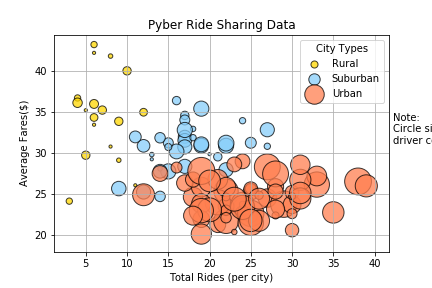 Pyber Ride Sharing Data
City Types
Rural
Suburban
Urban
Average Fares($)
40
35
30
25
20
5
10
15
20
25
30
35
40
Total Rides (per city)
Note:
Circle si
driver c